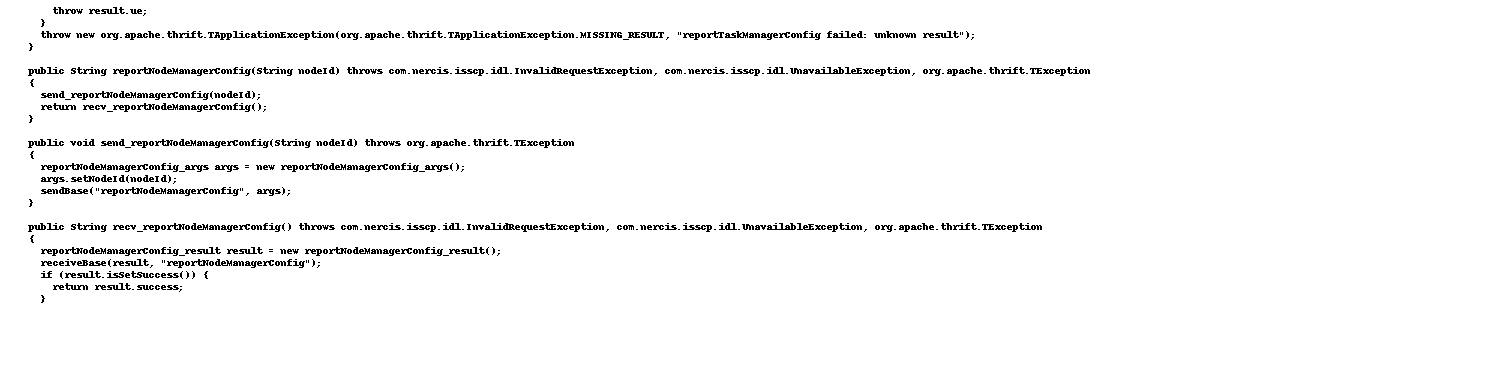 throw result.ue;
}
throw new org.apache.thrift.TApplicationException(org.apache.thrift.TApplicationException.MISSING_RESULT, "reportTaskManagerConfig failed: unknown result");
}
public String reportNodeManagerConfig(String nodeId) throws com.nercis.isscp.idl.InvalidRequestException, com.nercis.isscp.idl.UnavailableException, org.apache.thrift.TException
{
send_reportNodeManagerConfig(nodeId);
return recv_reportNodeManagerConfig();
}
public void send_reportNodeManagerConfig(String nodeId) throws org.apache.thrift.TException
{
reportNodeManagerConfig_args args = new reportNodeManagerConfig_args();
args.setNodeId(nodeId);
sendBase("reportNodeManagerConfig", args);
}
public String recv_reportNodeManagerConfig() throws com.nercis.isscp.idl.InvalidRequestException, com.nercis.isscp.idl.UnavailableException, org.apache.thrift.TException
{
reportNodeManagerConfig_result result = new reportNodeManagerConfig_result();
receiveBase(result, "reportNodeManagerConfig");
if (result.isSetSuccess()) {
return result.success;
}